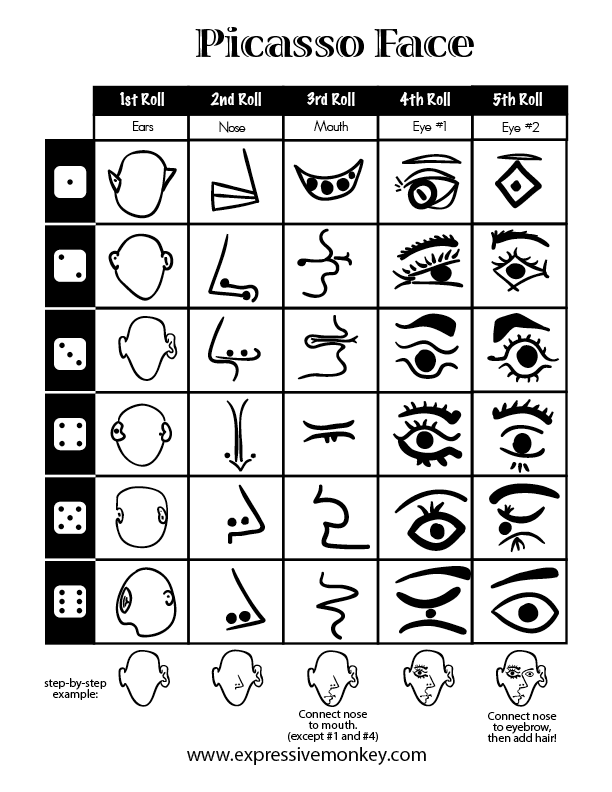 Picasso Face
1st Roll 2nd Roll 3rd Roll 4th Roll 5th Roll
Ears Nose Mouth Eye #1 Eye #2
step-by-step
example:
Connect nose
to mouth.
(except #1 and #4)
Connect nose
to eyebrow,
then add hair!
www.expressivemonkey.com